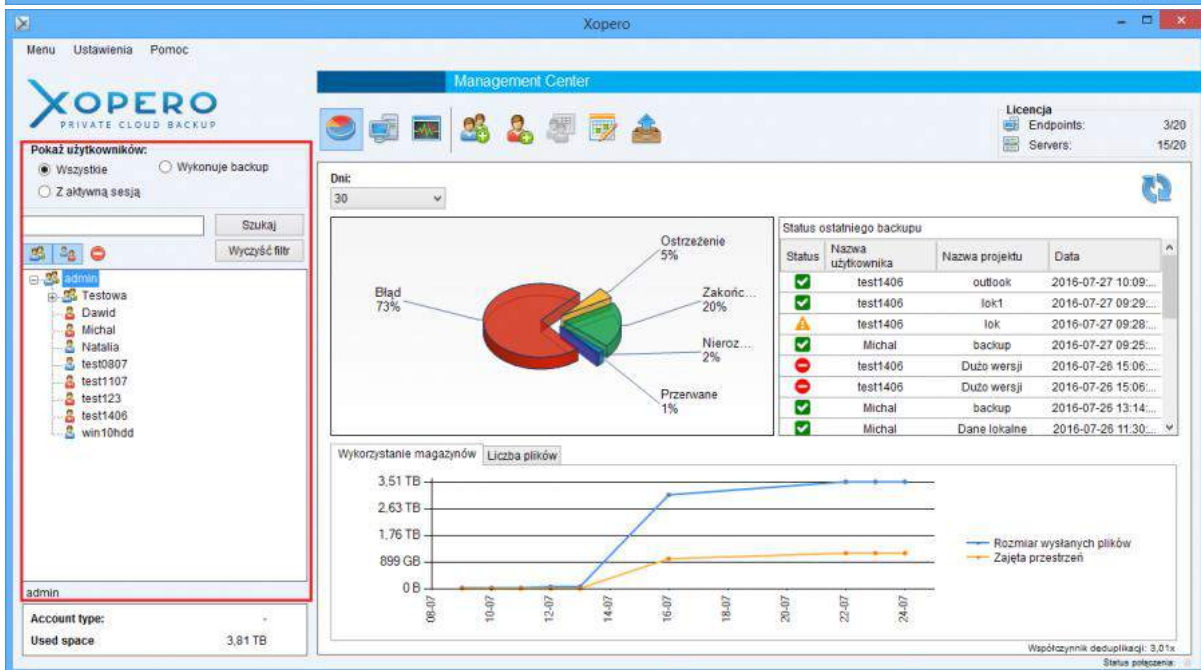 Xopero
Menu Ustawienia Pomoc
XOPERO
PRIVATE CLOUD BACKUP
Management Center
Licencja
Endpoints: 3/20
Servers: 15/20
Pokaż użytkowników:
Wszystkie Wykonuje backup
Z aktywną sesją
Szukaj
Wyczyść filtr
admin
Testowa
Dawid
Michal
Natalia
test0807
test1107
test123
test1406
win10hdd
admin
Account type: -
Used space 3,81 TB
Dni:
30
Ostrzeżenie
5%
Błąd
73%
Zakońc...
20%
Nieroz...
2%
Przerwane
1%
Status ostatniego backupu
Status Nazwa użytkownika Nazwa projektu Data
test1406 outlook 2016-07-27 10:09:...
test1406 lok1 2016-07-27 09:29:...
test1406 lok 2016-07-27 09:28:...
Michal backup 2016-07-27 09:25:...
test1406 Dużo wersji 2016-07-26 15:06:...
test1406 Dużo wersji 2016-07-26 15:06:...
Michal backup 2016-07-26 13:14:...
Michal Dane lokalne 2016-07-26 11:30:...
Wykorzystanie magazynów Liczba plików
3,51 TB
2,63 TB
1,76 TB
899 GB
0 B
08-07 10-07 12-07 14-07 16-07 18-07 20-07 22-07 24-07
Rozmiar wysłanych plików
Zajęta przestrzeń
Współczynnik deduplikacji: 3,01x
Status połączenia: